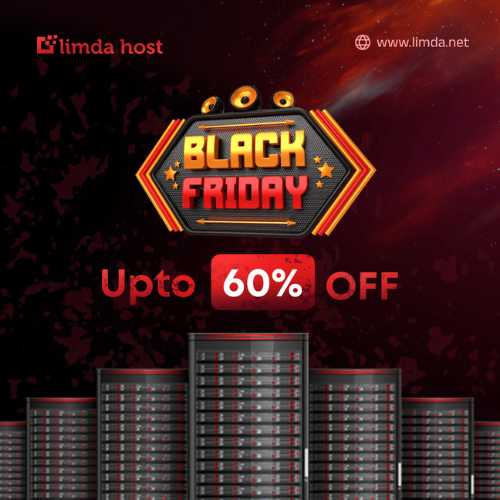 limda host
www.limda.net
BLACK
FRIDAY
Upto 60% OFF